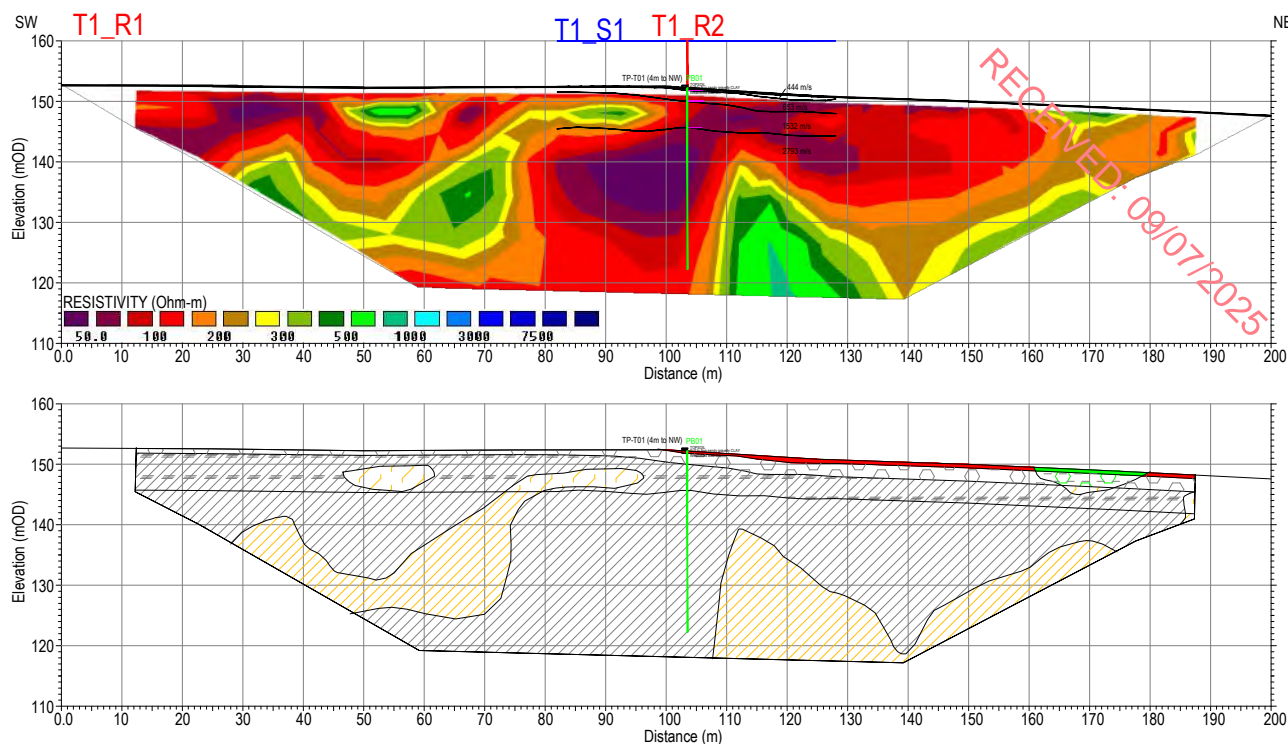 SW
T1_R1
T1_S1
T1_R2
NE
160
150
140
130
120
110
Elevation (mOD)
TP-T01 (4m to NW)
PB01
444 m/s
653 m/s
1532 m/s
2793 m/s
RECEIVED: 09/07/2025
RESISTIVITY (Ohm-m)
50.0 100 200 300 500 1000 3000 7500
0.0 10 20 30 40 50 60 70 80 90 100 110 120 130 140 150 160 170 180 190 200
Distance (m)
160
150
140
130
120
110
Elevation (mOD)
TP-T01 (4m to NW)
PB01
0.0 10 20 30 40 50 60 70 80 90 100 110 120 130 140 150 160 170 180 190 200
Distance (m)